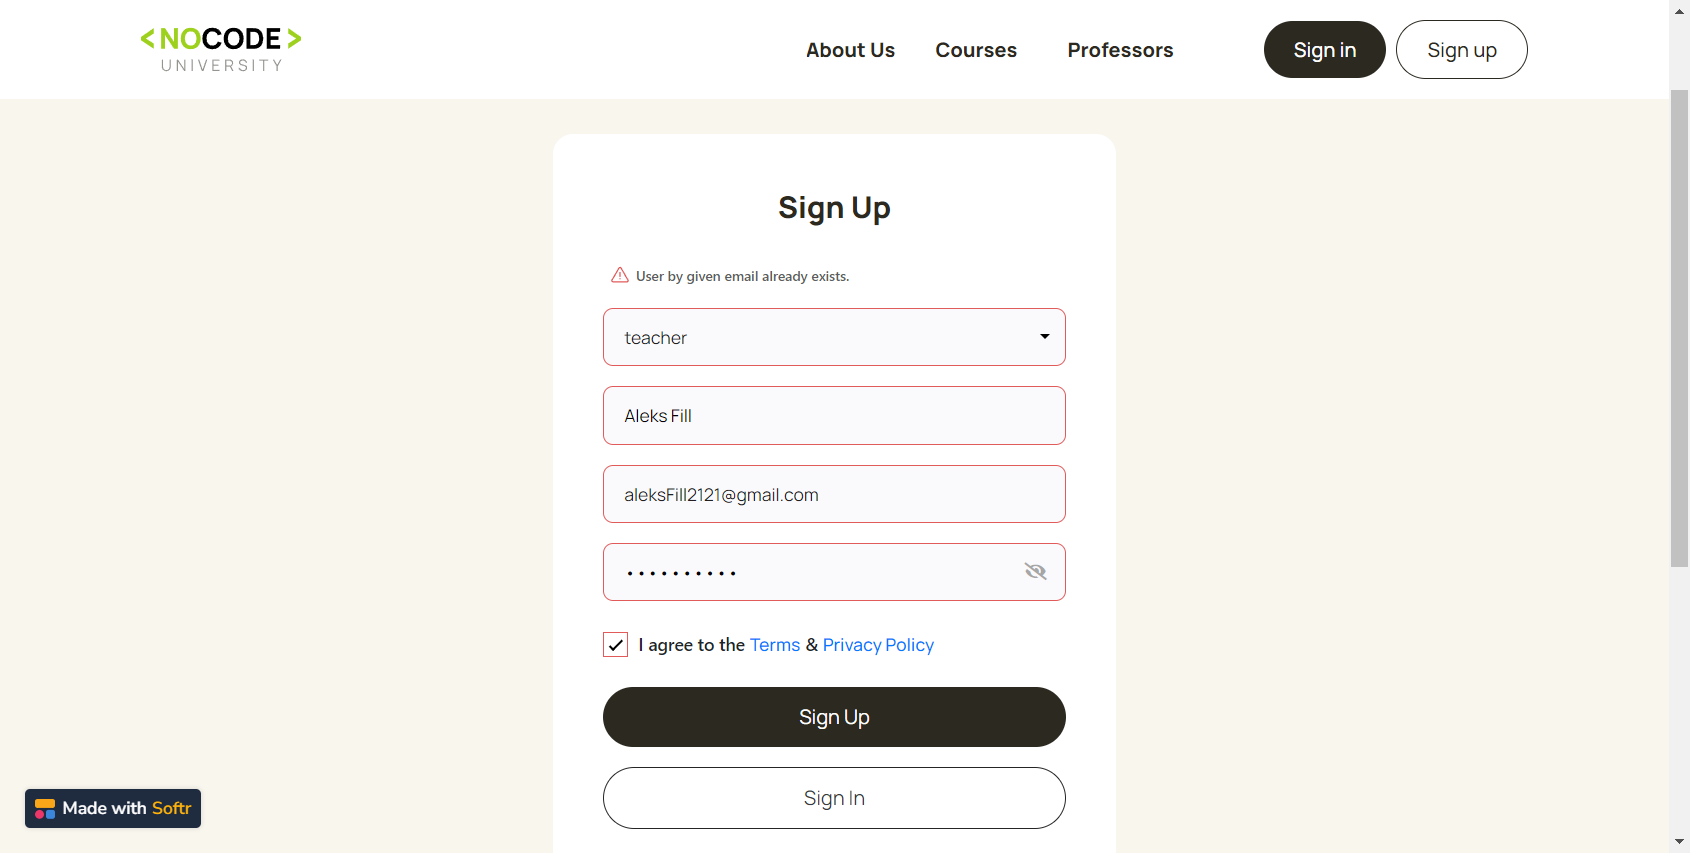 <NOCODE>
UNIVERSITY
About Us
Courses
Professors
Sign in
Sign up
Sign Up
User by given email already exists.
teacher
Aleks Fill
aleksFill2121@gmail.com
••••••••••
I agree to the Terms & Privacy Policy
Sign Up
Sign In
Made with Softr